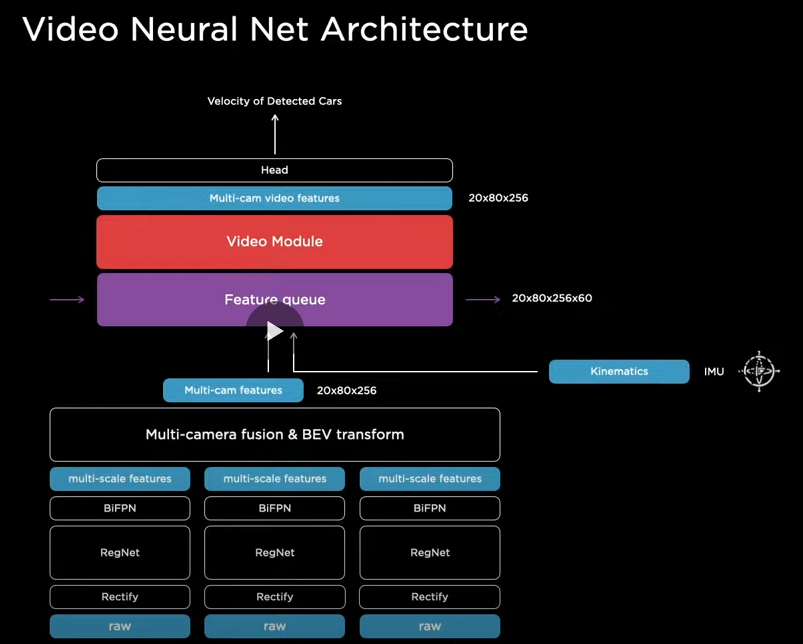 Video Neural Net Architecture
Velocity of Detected Cars
Head
Multi-cam video features 20x80x256
Video Module
Feature queue 20x80x256x60
Kinematics IMU
Multi-cam features 20x80x256
Multi-camera fusion & BEV transform
multi-scale features multi-scale features multi-scale features
BiFPN BiFPN BiFPN
RegNet RegNet RegNet
Rectify Rectify Rectify
raw raw raw